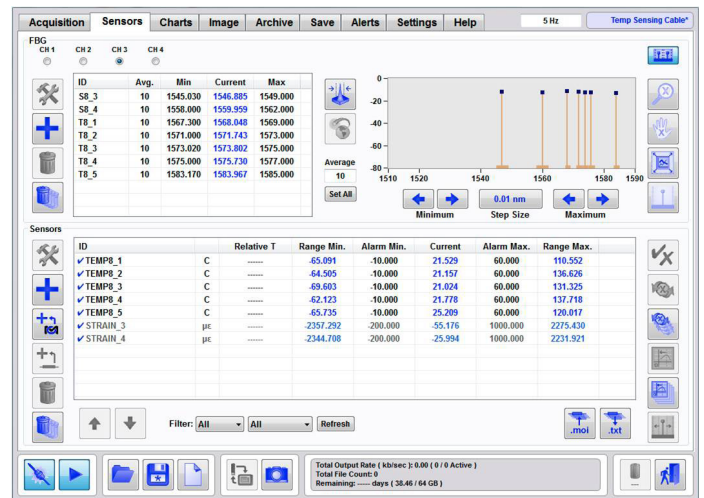 Acquisition Sensors Charts Image Archive Save Alerts Settings Help 5 Hz Temp Sensing Cable*
FBG
CH 1 CH 2 CH 3 CH 4
ID Avg. Min Current Max
S8_3 10 1545.030 1546.885 1549.000
S8_4 10 1558.000 1559.959 1562.000
T8_1 10 1567.300 1568.048 1569.000
T8_2 10 1571.000 1571.743 1573.000
T8_3 10 1573.020 1573.802 1575.000
T8_4 10 1575.000 1575.730 1577.000
T8_5 10 1583.170 1583.967 1585.000
Average
10
Set All
0
-20
-40
-60
-80
1510 1520 1540 1560 1580 1590
0.01 nm
Minimum Step Size Maximum
Sensors
ID Relative T Range Min. Alarm Min. Current Alarm Max. Range Max.
TEMP8_1 C ------ -65.091 -10.000 21.529 60.000 110.552
TEMP8_2 C ------ -64.505 -10.000 21.157 60.000 136.626
TEMP8_3 C ------ -69.603 -10.000 21.024 60.000 131.325
TEMP8_4 C ------ -62.123 -10.000 21.778 60.000 137.718
TEMP8_5 C ------ -65.735 -10.000 25.209 60.000 120.017
STRAIN_3 με ------ -2357.292 -200.000 -55.176 1000.000 2275.430
STRAIN_4 με ------ -2344.708 -200.000 -25.994 1000.000 2231.921
Filter: All All Refresh
.moi .txt
Total Output Rate ( kb/sec ): 0.00 ( 0 / 0 Active )
Total File Count: 0
Remaining: ----- days ( 38.46 / 64 GB )